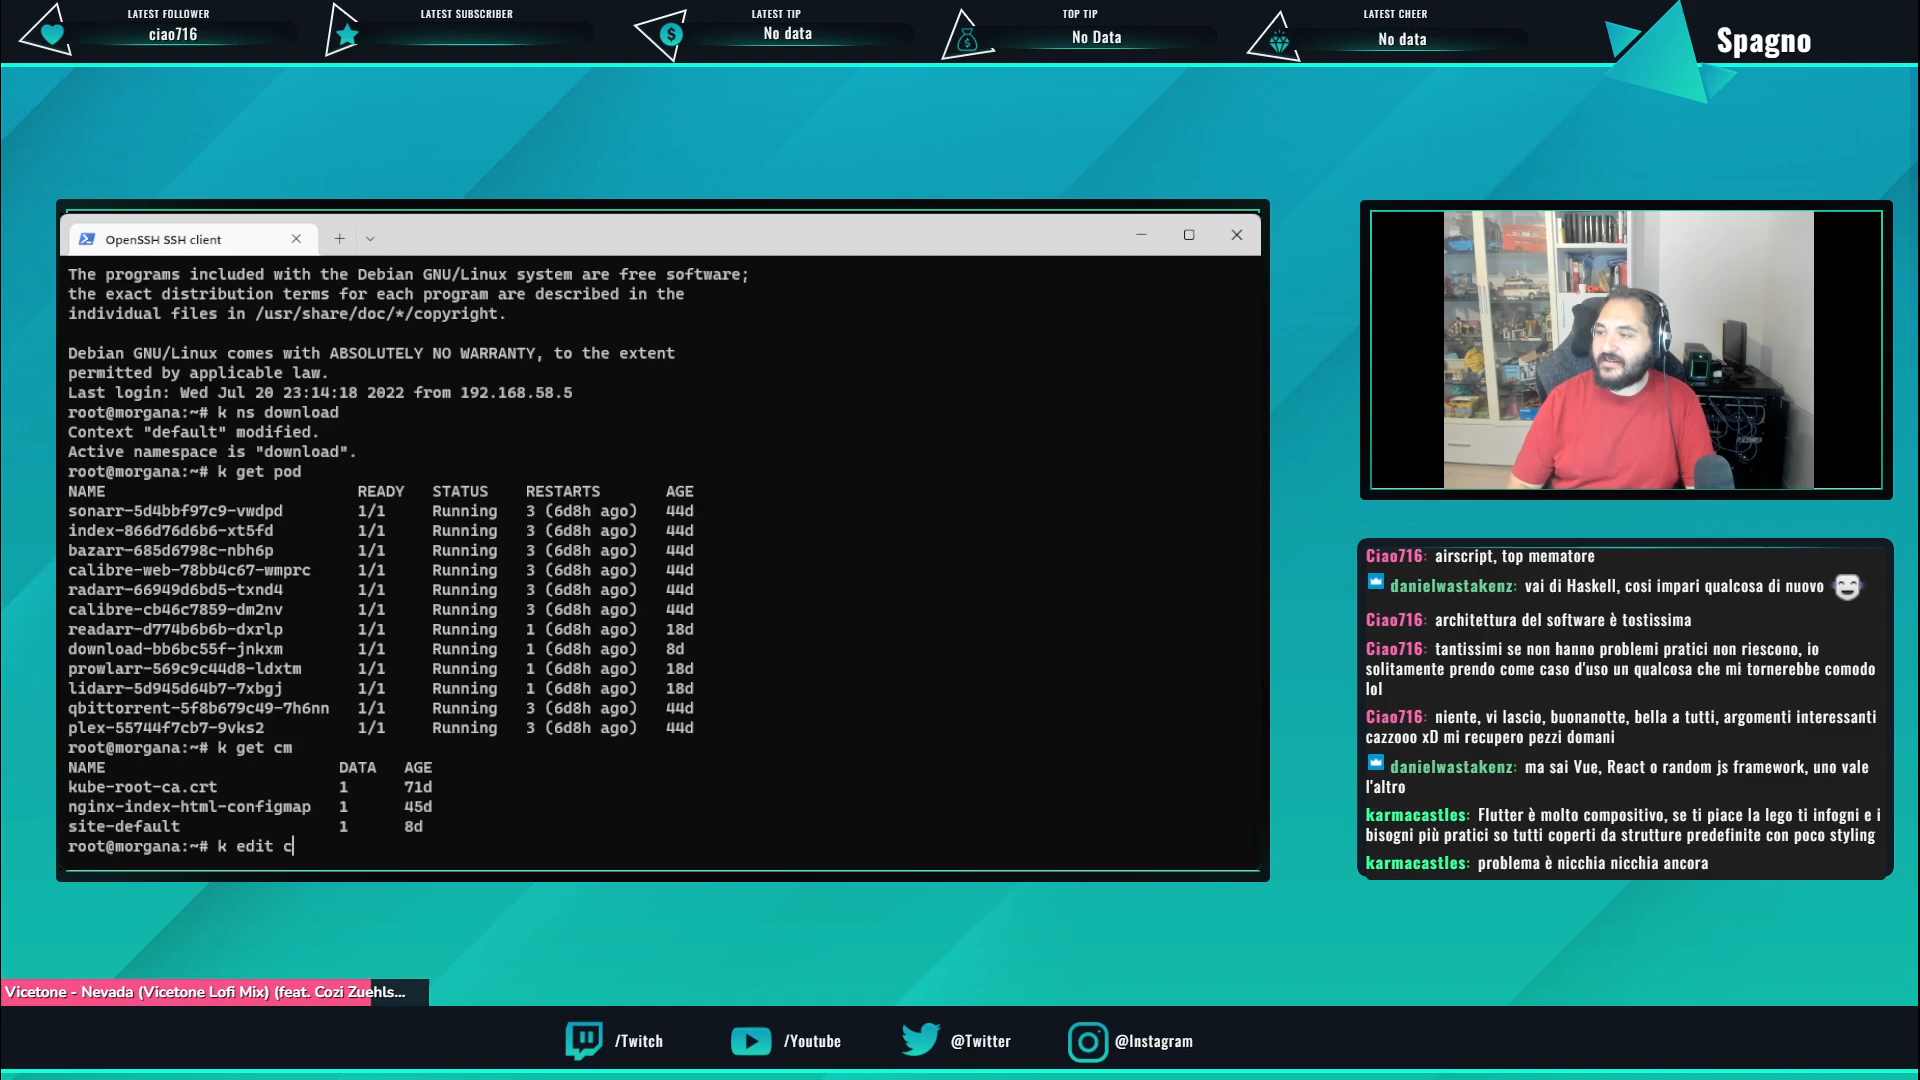 LATEST FOLLOWER
ciao716
LATEST SUBSCRIBER
LATEST TIP
No data
TOP TIP
No Data
LATEST CHEER
No data
Spagno
OpenSSH SSH client
The programs included with the Debian GNU/Linux system are free software;
the exact distribution terms for each program are described in the
individual files in /usr/share/doc/*/copyright.
Debian GNU/Linux comes with ABSOLUTELY NO WARRANTY, to the extent
permitted by applicable law.
Last login: Wed Jul 20 23:14:18 2022 from 192.168.58.5
root@morgana:~# k ns download
Context "default" modified.
Active namespace is "download".
root@morgana:~# k get pod
NAME READY STATUS RESTARTS AGE
sonarr-5d4bbf97c9-vwdpd 1/1 Running 3 (6d8h ago) 44d
index-866d76d6b6-xt5fd 1/1 Running 3 (6d8h ago) 44d
bazarr-685d6798c-nbh6p 1/1 Running 3 (6d8h ago) 44d
calibre-web-78bb4c67-wmprc 1/1 Running 3 (6d8h ago) 44d
radarr-66949d6bd5-txnd4 1/1 Running 3 (6d8h ago) 44d
calibre-cb46c7859-dm2nv 1/1 Running 3 (6d8h ago) 44d
readarr-d774b6b6b-dxrlp 1/1 Running 1 (6d8h ago) 18d
download-bb6bc55f-jnkxm 1/1 Running 1 (6d8h ago) 8d
prowlarr-569c9c44d8-ldxtm 1/1 Running 1 (6d8h ago) 18d
lidarr-5d945d64b7-7xbgj 1/1 Running 1 (6d8h ago) 18d
qbittorrent-5f8b679c49-7h6nn 1/1 Running 3 (6d8h ago) 44d
plex-55744f7cb7-9vks2 1/1 Running 3 (6d8h ago) 44d
root@morgana:~# k get cm
NAME DATA AGE
kube-root-ca.crt 1 71d
nginx-index-html-configmap 1 45d
site-default 1 8d
root@morgana:~# k edit c
Ciao716: airscript, top mematore
danielwastakenz: vai di Haskell, cosi impari qualcosa di nuovo
Ciao716: architettura del software è tostissima
Ciao716: tantissimi se non hanno problemi pratici non riescono, io
solitamente prendo come caso d'uso un qualcosa che mi tornerebbe comodo
lol
Ciao716: niente, vi lascio, buonanotte, bella a tutti, argomenti interessanti
cazzooo xD mi recupero pezzi domani
danielwastakenz: ma sai Vue, React o random js framework, uno vale
l'altro
karmacastles: Flutter è molto compositivo, se ti piace la lego ti infogni e i
bisogni più pratici so tutti coperti da strutture predefinite con poco styling
karmacastles: problema è nicchia nicchia ancora
Vicetone - Nevada (Vicetone Lofi Mix) (feat. Cozi Zuehls...
/Twitch
/Youtube
@Twitter
@Instagram